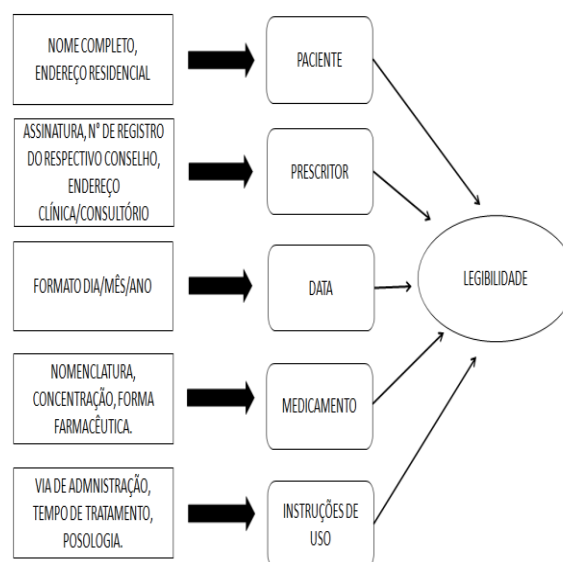 NOME COMPLETO,
ENDEREÇO RESIDENCIAL
PACIENTE
ASSINATURA, N° DE REGISTRO
DO RESPECTIVO CONSELHO,
ENDEREÇO
CLÍNICA/CONSULTÓRIO
PRESCRITOR
FORMATO DIA/MÊS/ANO
DATA
LEGIBILIDADE
NOMENCLATURA,
CONCENTRAÇÃO, FORMA
FARMACÊUTICA.
MEDICAMENTO
VIA DE ADMNISTRAÇÃO,
TEMPO DE TRATAMENTO,
POSOLOGIA.
INSTRUÇÕES DE
USO